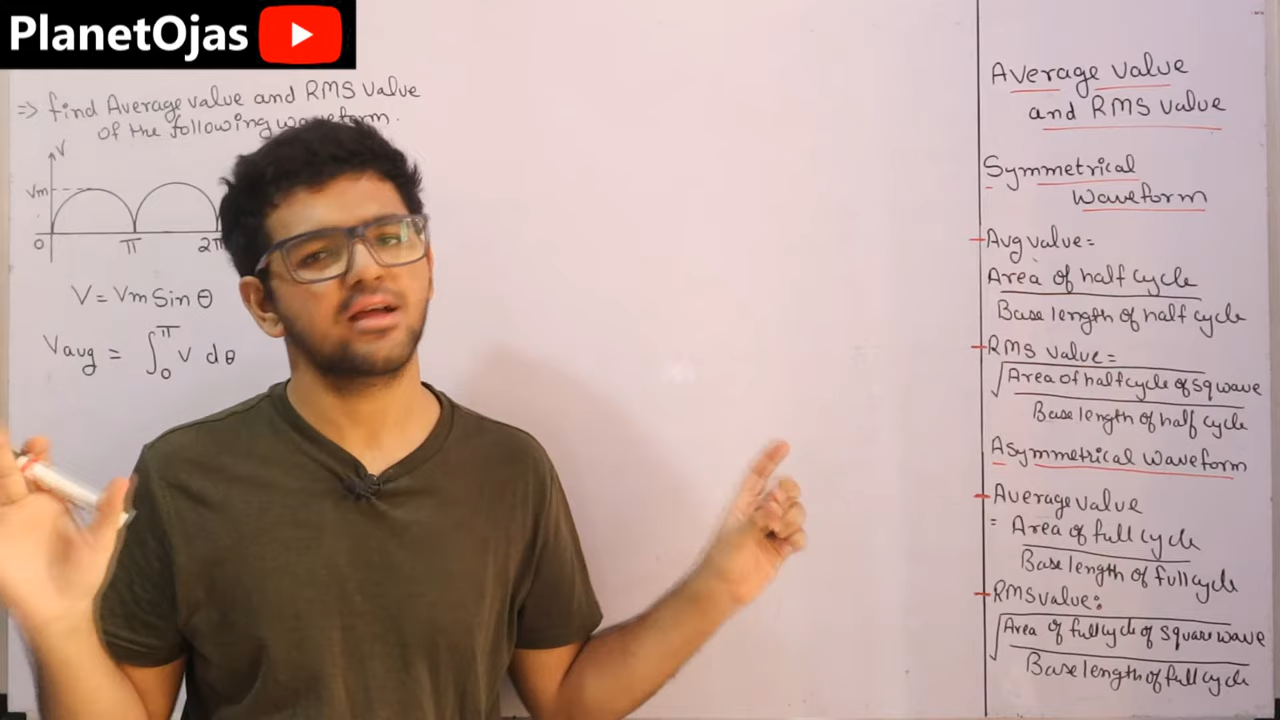 PlanetOjas
⇒ find Average value and RMS value
of the following waveform.
V
Vm
0 π 2π
V = Vm Sin θ
Vavg = ∫₀^π V dθ
Average value
and RMS value
Symmetrical
Waveform
Avg value =
Area of half cycle
Base length of half cycle
RMS value =
√ Area of half cycle of sq wave
Base length of half cycle
Asymmetrical waveform
Average value
= Area of full cycle
Base length of full cycle
RMS value:
√ Area of full cycle of square wave
Base length of full cycle